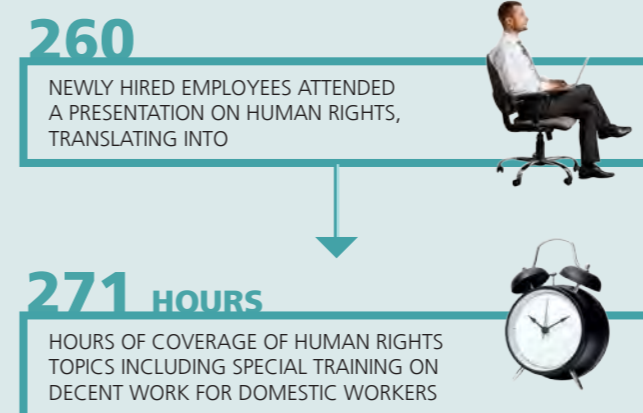 260
NEWLY HIRED EMPLOYEES ATTENDED
A PRESENTATION ON HUMAN RIGHTS,
TRANSLATING INTO
271 HOURS
HOURS OF COVERAGE OF HUMAN RIGHTS
TOPICS INCLUDING SPECIAL TRAINING ON
DECENT WORK FOR DOMESTIC WORKERS